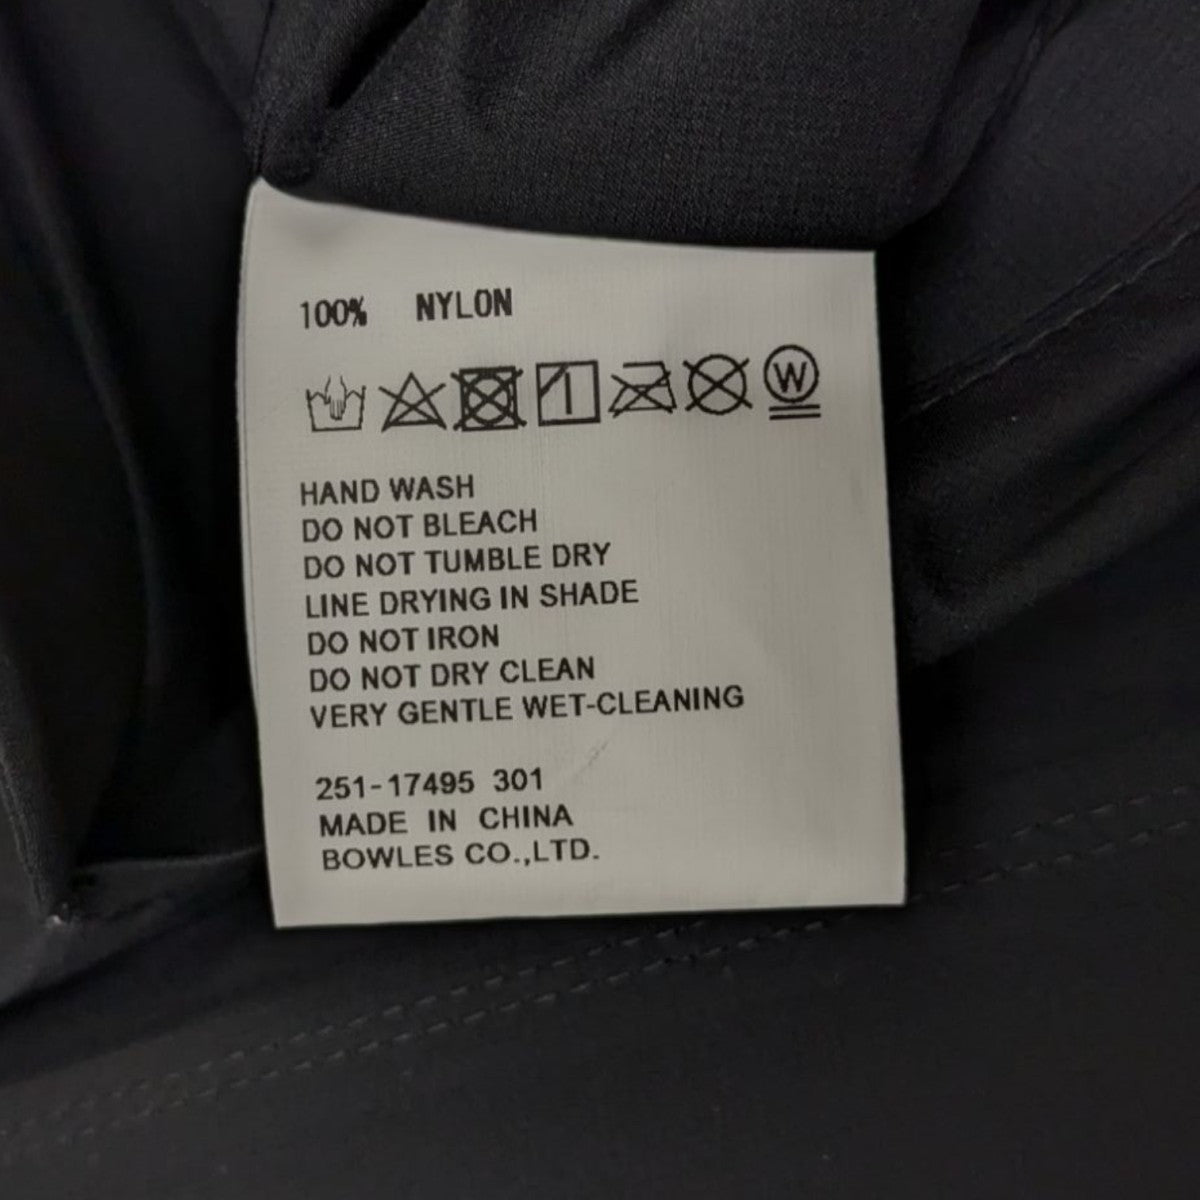 100% NYLON
W
HAND WASH
DO NOT BLEACH
DO NOT TUMBLE DRY
LINE DRYING IN SHADE
DO NOT IRON
DO NOT DRY CLEAN
VERY GENTLE WET-CLEANING
251-17495 301
MADE IN CHINA
BOWLES CO.,LTD.